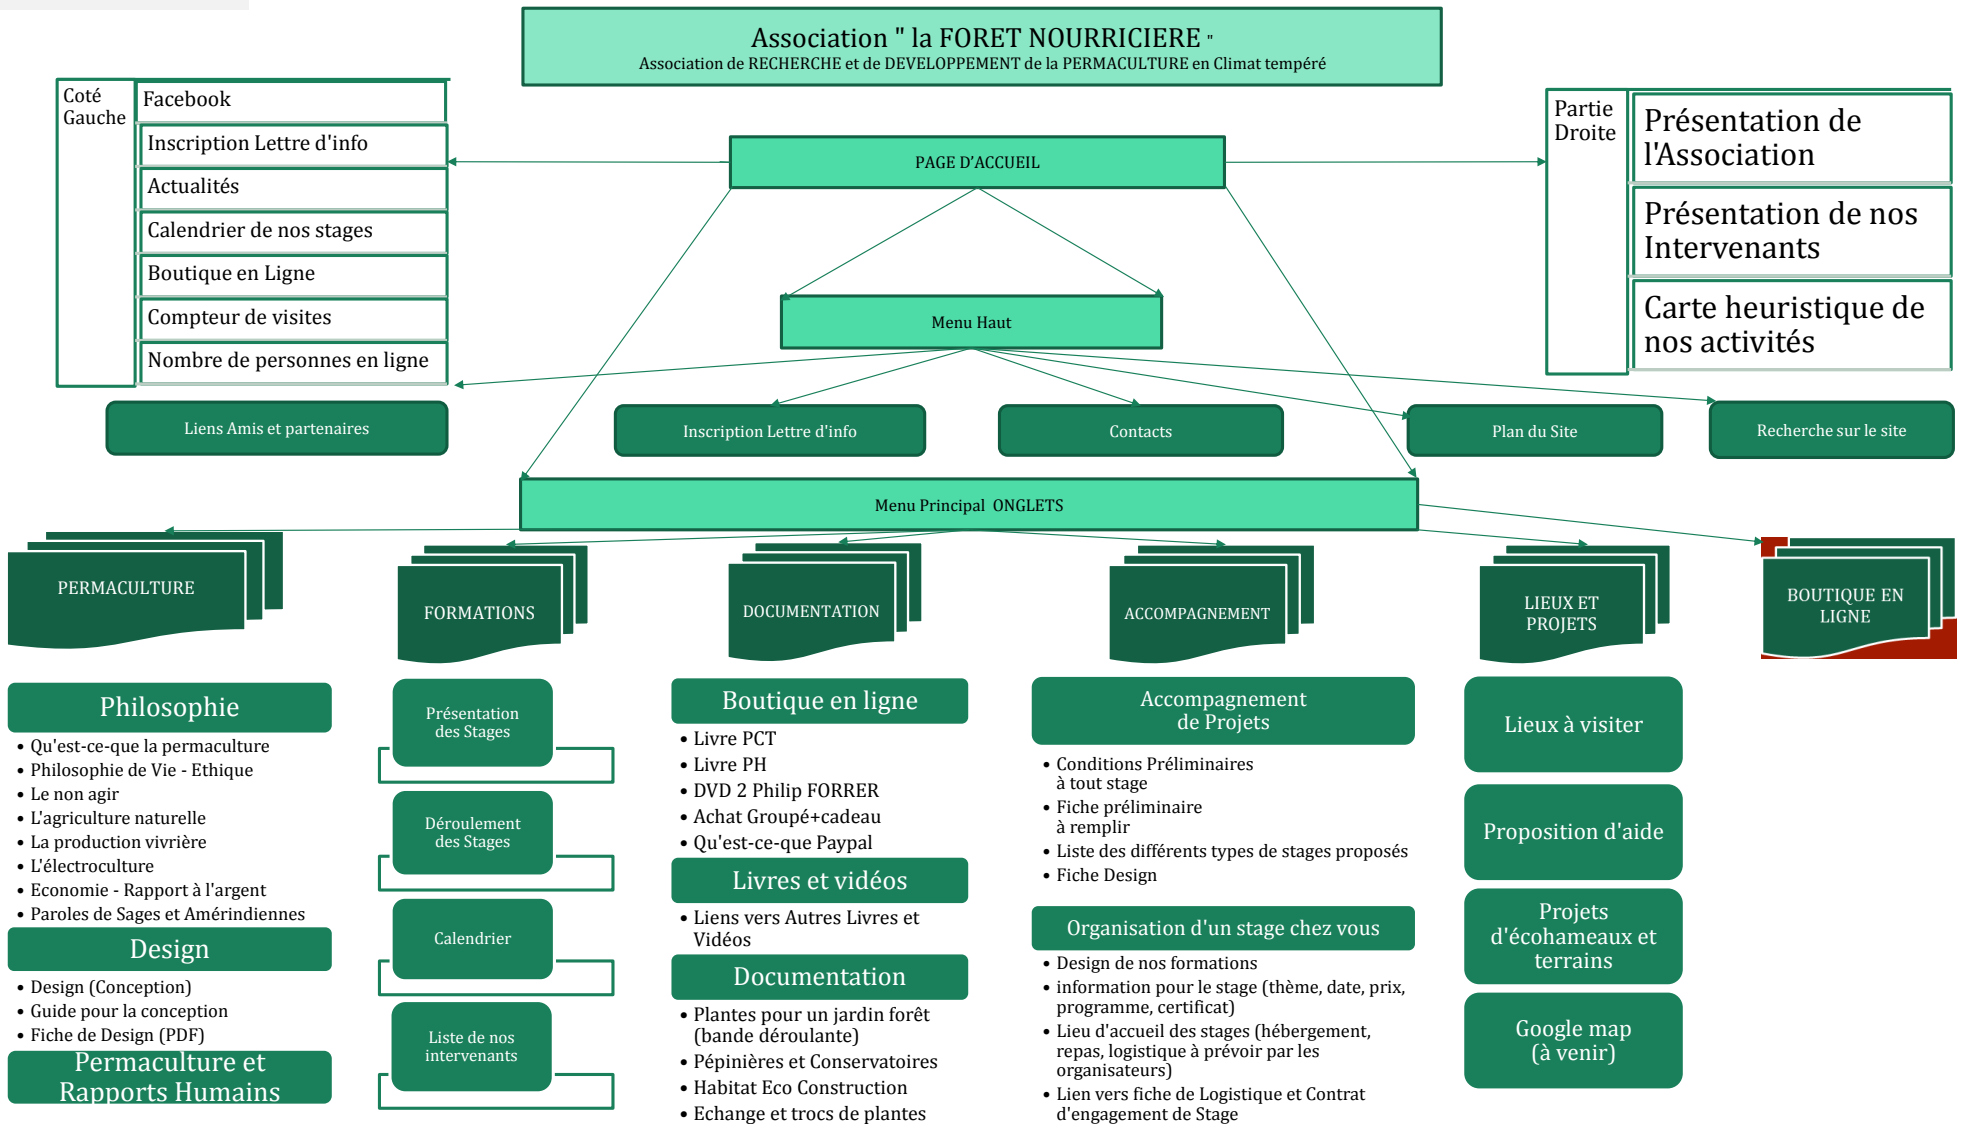 Association " la FORET NOURRICIERE "
Association de RECHERCHE et de DEVELOPPEMENT de la PERMACULTURE en Climat tempéré
Coté
Gauche
Facebook
Inscription Lettre d'info
Actualités
Calendrier de nos stages
Boutique en Ligne
Compteur de visites
Nombre de personnes en ligne
PAGE D'ACCUEIL
Partie
Droite
Présentation de
l'Association
Présentation de nos
Intervenants
Carte heuristique de
nos activités
Menu Haut
Liens Amis et partenaires
Inscription Lettre d'info
Contacts
Plan du Site
Recherche sur le site
Menu Principal ONGLETS
PERMACULTURE
FORMATIONS
DOCUMENTATION
ACCOMPAGNEMENT
LIEUX ET
PROJETS
BOUTIQUE EN
LIGNE
Philosophie
• Qu'est-ce-que la permaculture
• Philosophie de Vie - Ethique
• Le non agir
• L'agriculture naturelle
• La production vivrière
• L'électroculture
• Economie - Rapport à l'argent
• Paroles de Sages et Amérindiennes
Design
• Design (Conception)
• Guide pour la conception
• Fiche de Design (PDF)
Permaculture et
Rapports Humains
Présentation
des Stages
Déroulement
des Stages
Calendrier
Liste de nos
intervenants
Boutique en ligne
• Livre PCT
• Livre PH
• DVD 2 Philip FORRER
• Achat Groupé+cadeau
• Qu'est-ce-que Paypal
Livres et vidéos
• Liens vers Autres Livres et
Vidéos
Documentation
• Plantes pour un jardin forêt
(bande déroulante)
• Pépinières et Conservatoires
• Habitat Eco Construction
• Echange et trocs de plantes
Accompagnement
de Projets
• Conditions Préliminaires
à tout stage
• Fiche préliminaire
à remplir
• Liste des différents types de stages proposés
• Fiche Design
Organisation d'un stage chez vous
• Design de nos formations
• information pour le stage (thème, date, prix,
programme, certificat)
• Lieu d'accueil des stages (hébergement,
repas, logistique à prévoir par les
organisateurs)
• Lien vers fiche de Logistique et Contrat
d'engagement de Stage
Lieux à visiter
Proposition d'aide
Projets
d'écohameaux et
terrains
Google map
(à venir)